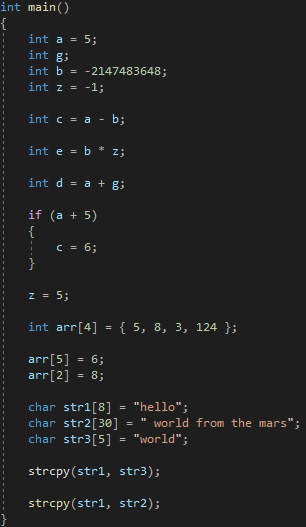 int main()
{
int a = 5;
int g;
int b = -2147483648;
int z = -1;
int c = a - b;
int e = b * z;
int d = a + g;
if (a + 5)
{
c = 6;
}
z = 5;
int arr[4] = { 5, 8, 3, 124 };
arr[5] = 6;
arr[2] = 8;
char str1[8] = "hello";
char str2[30] = " world from the mars";
char str3[5] = "world";
strcpy(str1, str3);
strcpy(str1, str2);
}